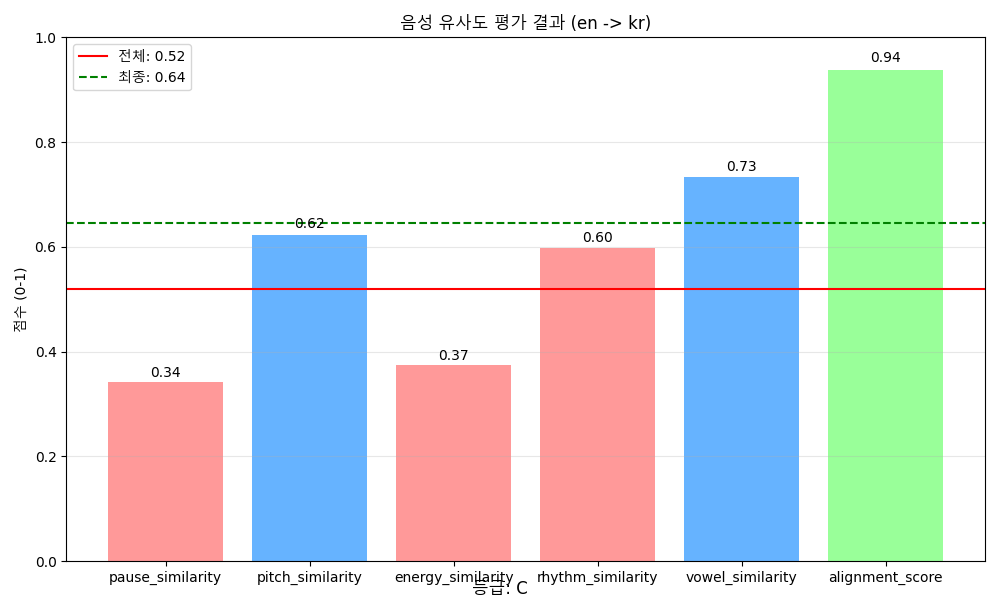 음성 유사도 평가 결과 (en -> kr)
전체: 0.52
최종: 0.64
점수 (0-1)
1.0
0.8
0.6
0.4
0.2
0.0
0.34
0.62
0.37
0.60
0.73
0.94
pause_similarity
pitch_similarity
energy_similarity
rhythm_similarity
vowel_similarity
alignment_score
등급: C